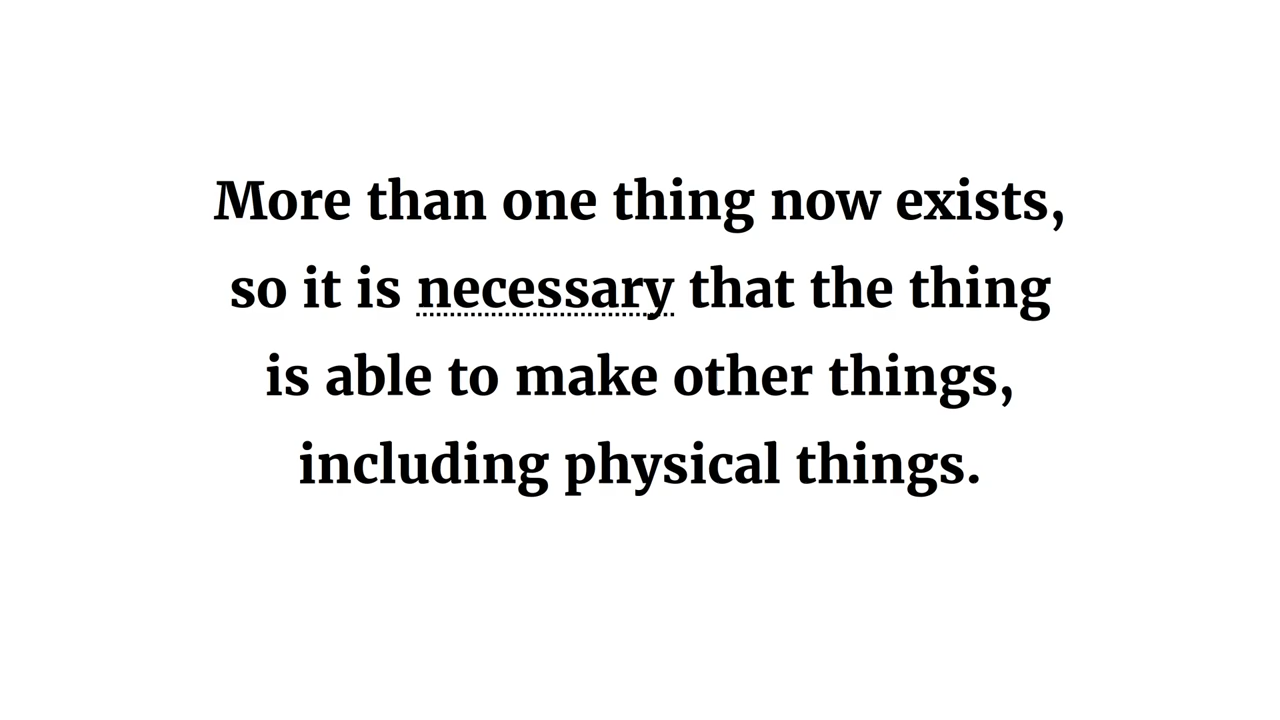 More than one thing now exists,
so it is necessary that the thing
is able to make other things,
including physical things.